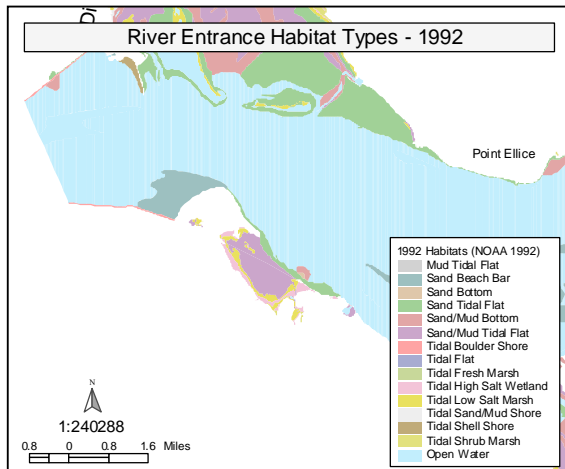 Di
River Entrance Habitat Types - 1992
Point Ellice
1992 Habitats (NOAA 1992)
Mud Tidal Flat
Sand Beach Bar
Sand Bottom
Sand Tidal Flat
Sand/Mud Bottom
Sand/Mud Tidal Flat
Tidal Boulder Shore
Tidal Flat
Tidal Fresh Marsh
Tidal High Salt Wetland
Tidal Low Salt Marsh
Tidal Sand/Mud Shore
Tidal Shell Shore
Tidal Shrub Marsh
Open Water
N
1:240288
0.8 0 0.8 1.6 Miles